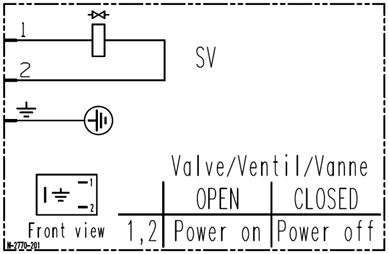 1
2
SV
1
2
Front view
N-2770-201
Valve/Ventil/Vanne
OPEN CLOSED
1,2 Power on Power off